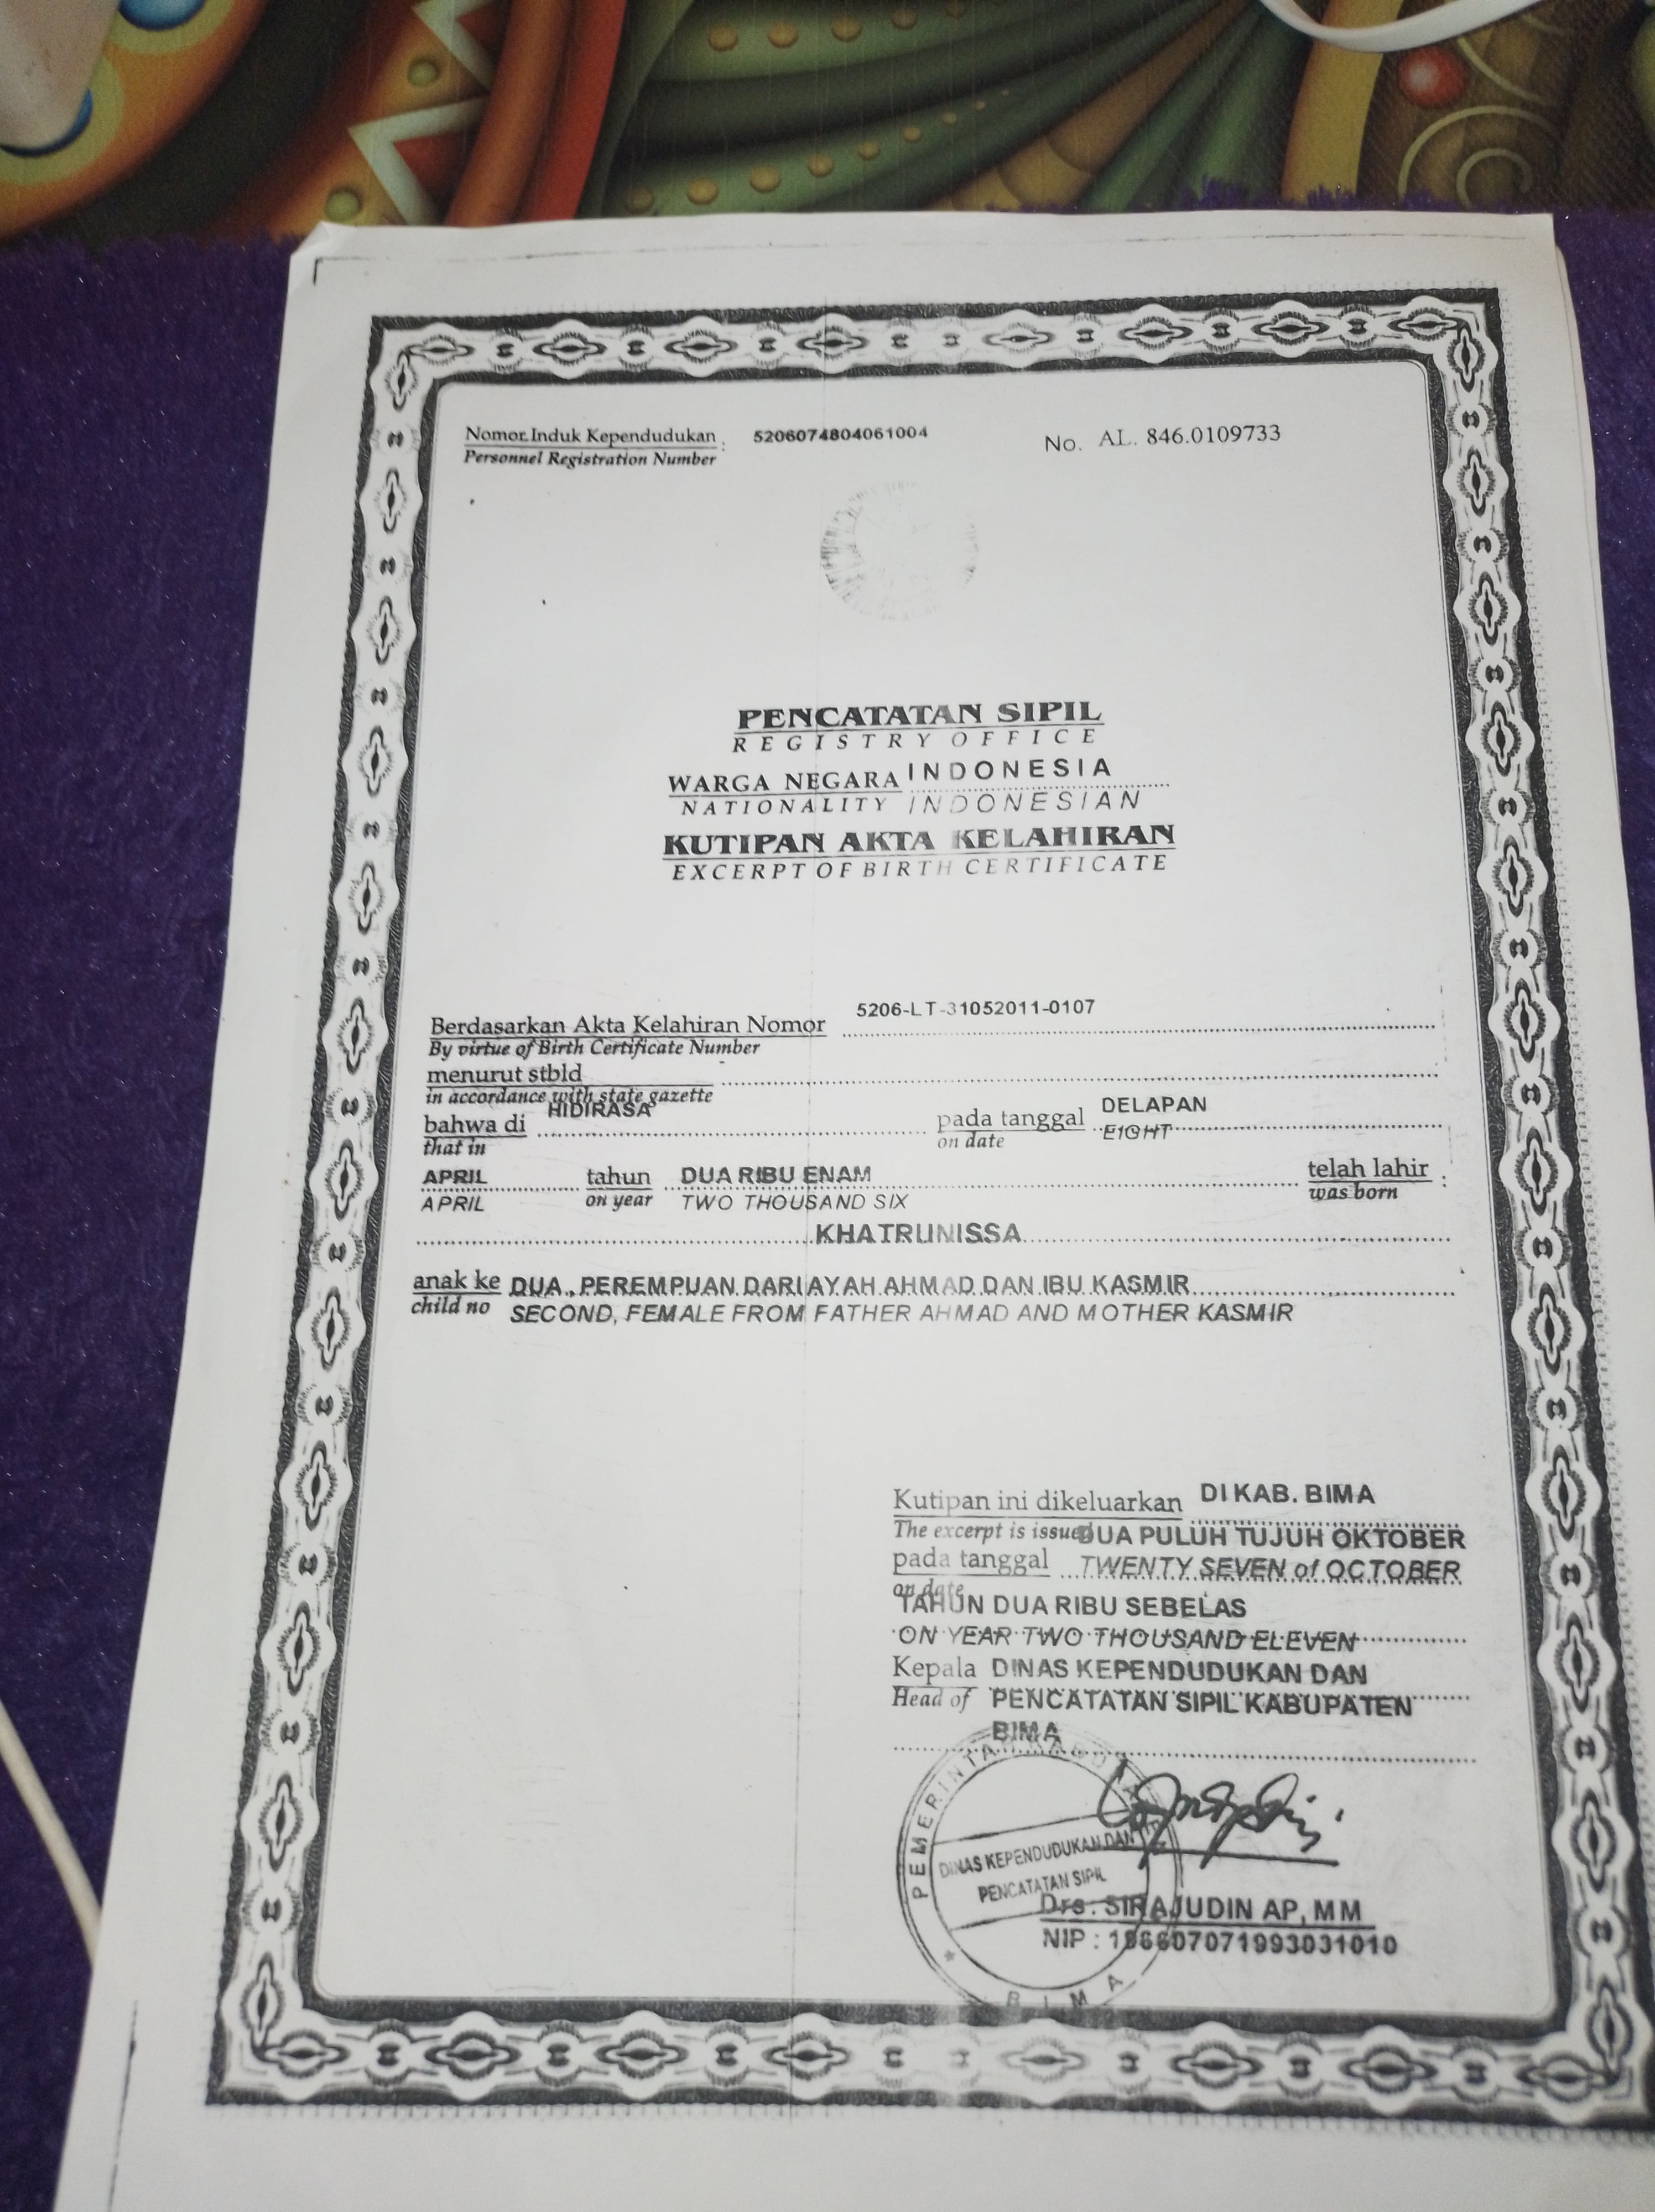 Nomor Induk Kependudukan : 5206074804061004 No. AL. 846.0109733
Personnel Registration Number
PENCATATAN SIPIL
REGISTRY OFFICE
WARGA NEGARA INDONESIA
NATIONALITY INDONESIAN
KUTIPAN AKTA KELAHIRAN
EXCERPT OF BIRTH CERTIFICATE
Berdasarkan Akta Kelahiran Nomor 5206-LT-31052011-0107
By virtue of Birth Certificate Number
menurut stbld
in accordance with state gazette
bahwa di HIDIRASA pada tanggal DELAPAN
that in on date EIGHT
APRIL tahun DUA RIBU ENAM telah lahir :
APRIL on year TWO THOUSAND SIX was born
KHATRUNISSA
anak ke DUA , PEREMPUAN DARI AYAH AHMAD DAN IBU KASMIR
child no SECOND, FEMALE FROM FATHER AHMAD AND MOTHER KASMIR
Kutipan ini dikeluarkan DI KAB. BIMA
The excerpt is issued DUA PULUH TUJUH OKTOBER
pada tanggal TWENTY SEVEN of OCTOBER
on date
TAHUN DUA RIBU SEBELAS
ON YEAR TWO THOUSAND ELEVEN
Kepala DINAS KEPENDUDUKAN DAN
Head of PENCATATAN SIPIL KABUPATEN
BIMA
DINAS KEPENDUDUKAN DAN
PENCATATAN SIPIL
Drs. SIRAJUDIN AP, MM
NIP : 196607071993031010
BIMA